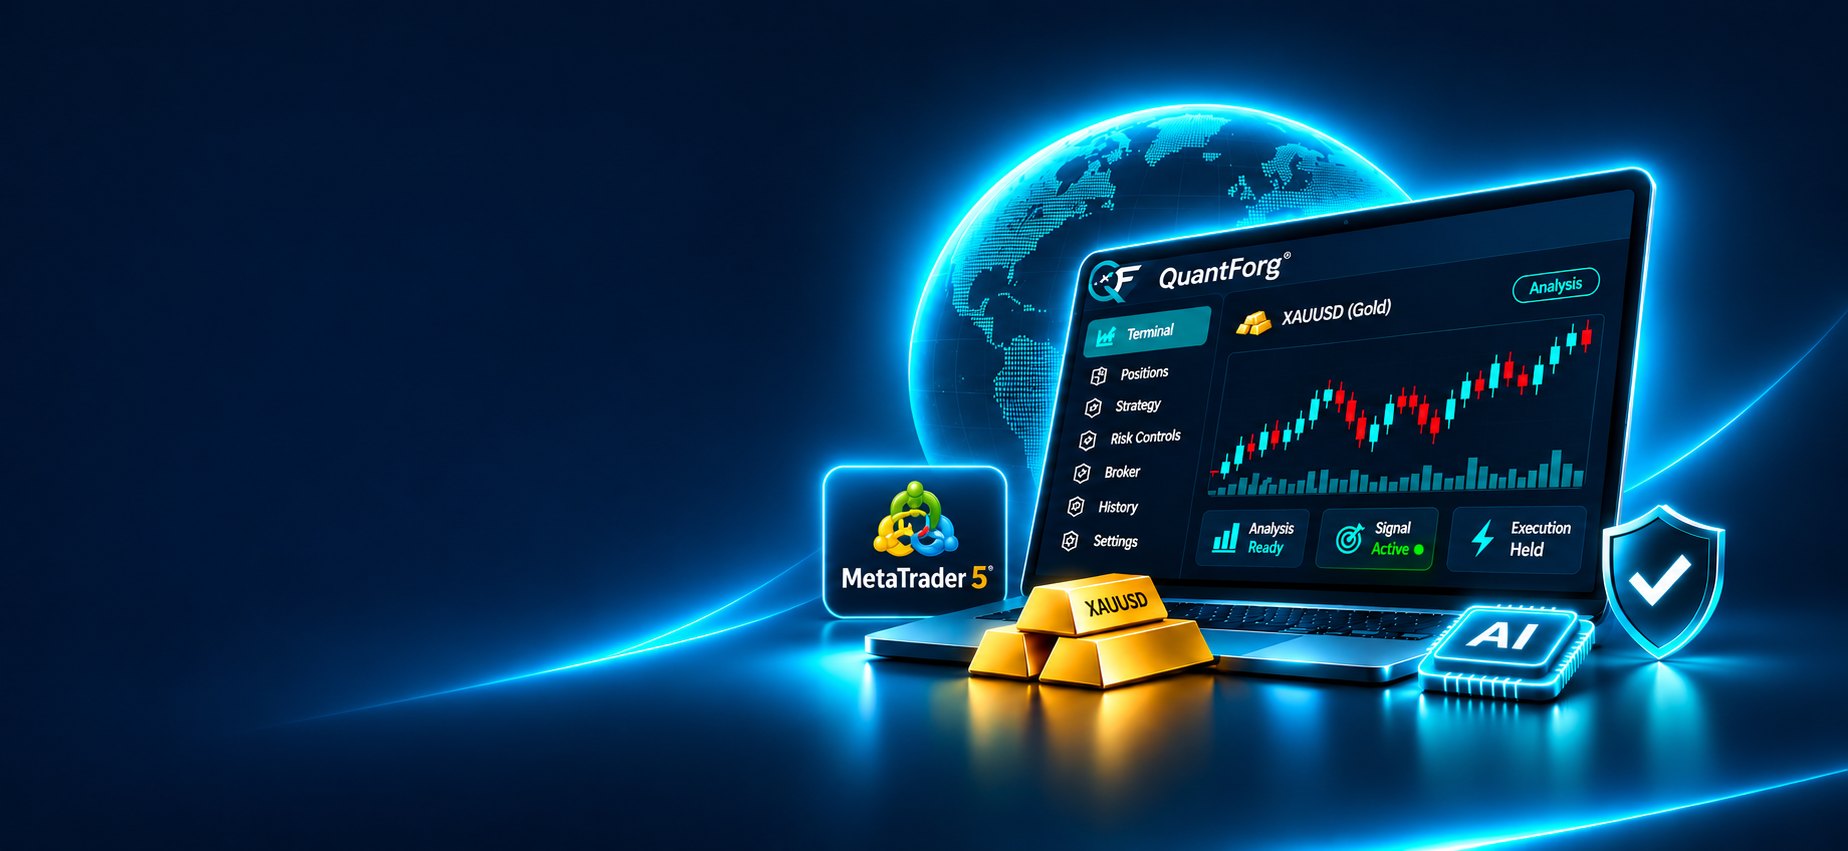 QF QuantForg®
Analysis
XAUUSD (Gold)
Terminal
Positions
Strategy
Risk Controls
Broker
History
Settings
Analysis
Ready
Signal
Active
Execution
Held
MetaTrader 5®
XAUUSD
AI